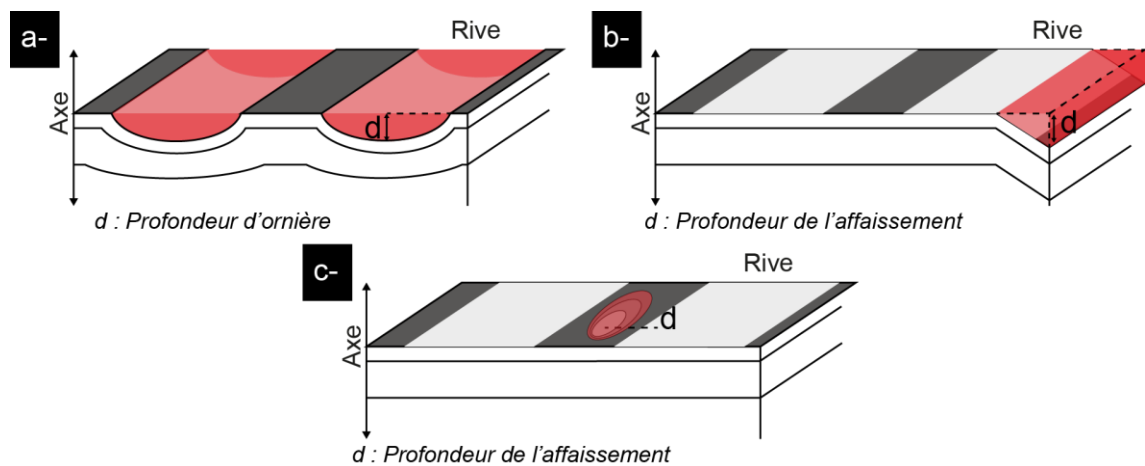 a-
Rive
Axe
d
d : Profondeur d'ornière
b-
Rive
Axe
d
d : Profondeur de l'affaissement
c-
Rive
Axe
d
d : Profondeur de l'affaissement